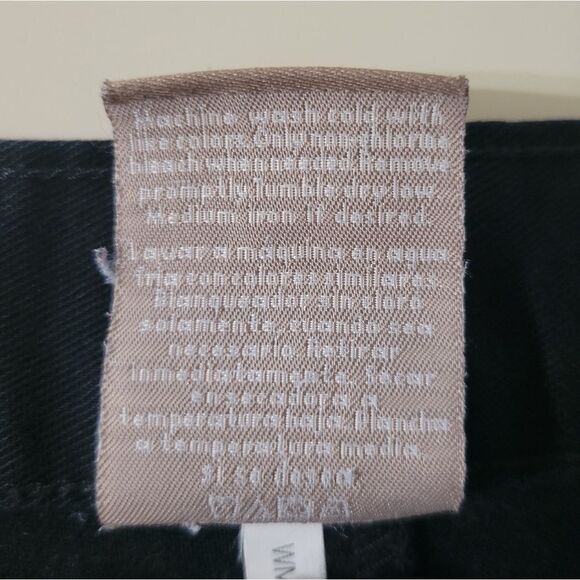 Machine wash cold with
like colors. Only non-chlorine
bleach when needed. Remove
promptly. Tumble dry low.
Medium iron if desired.
Lavar a maquina en agua
fria con colores similares.
Blanqueador sin cloro
solamente, cuando sea
necesario. Retirar
inmediatamente. Secar
en secadora, a
temperatura baja. Plancha
a temperatura media,
si so desea.